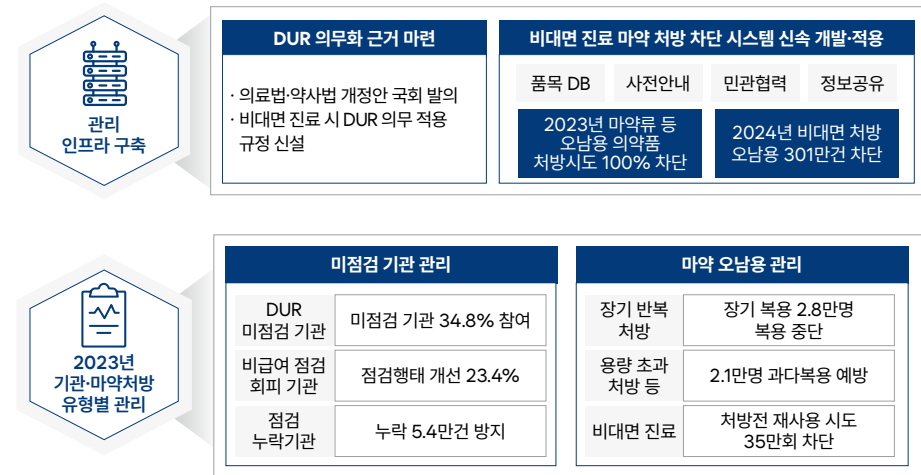 관리
인프라 구축
DUR 의무화 근거 마련
· 의료법·약사법 개정안 국회 발의
· 비대면 진료 시 DUR 의무 적용
규정 신설
비대면 진료 마약 처방 차단 시스템 신속 개발·적용
품목 DB
사전안내
민관협력
정보공유
2023년 마약류 등
오남용 의약품
처방시도 100% 차단
2024년 비대면 처방
오남용 301만건 차단
2023년
기관·마약처방
유형별 관리
미점검 기관 관리
DUR
미점검 기관
미점검 기관 34.8% 참여
비급여 점검
회피 기관
점검행태 개선 23.4%
점검
누락기관
누락 5.4만건 방지
마약 오남용 관리
장기 반복
처방
장기 복용 2.8만명
복용 중단
용량 초과
처방 등
2.1만명 과다복용 예방
비대면 진료
처방전 재사용 시도
35만회 차단